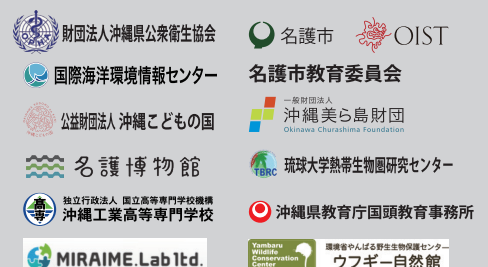 財団法人沖縄県公衆衛生協会
名護市
OIST
国際海洋環境情報センター
名護市教育委員会
公益財団法人 沖縄こどもの国
一般財団法人
沖縄美ら島財団
Okinawa Churashima Foundation
名護博物館
TBRC
琉球大学熱帯生物圏研究センター
高専
独立行政法人 国立高等専門学校機構
沖縄工業高等専門学校
沖縄県教育庁国頭教育事務所
MIRAIME.Lab ltd.
Yambaru
Wildlife
Conservation
Center
環境省やんばる野生生物保護センター
ウフギー自然館